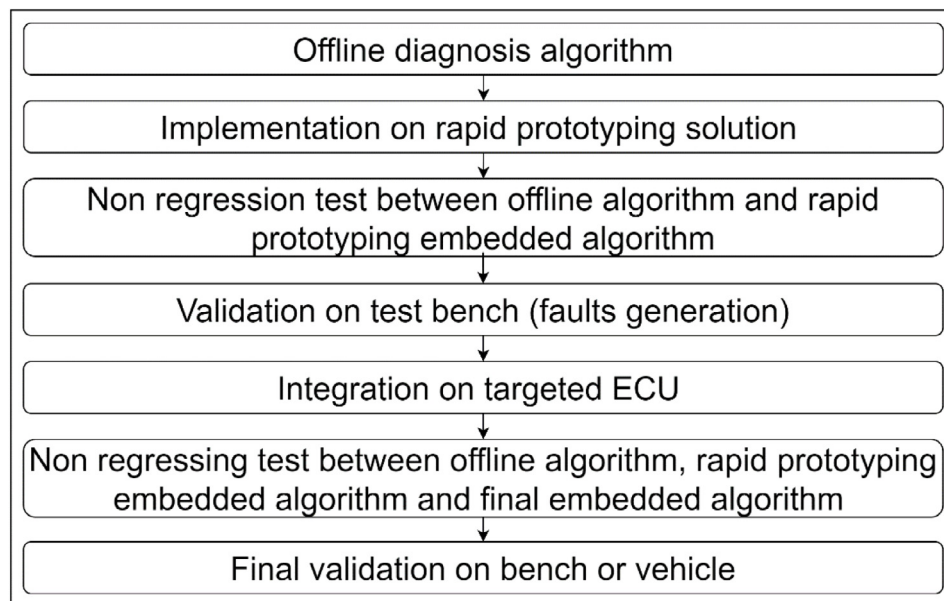 Offline diagnosis algorithm
Implementation on rapid prototyping solution
Non regression test between offline algorithm and rapid
prototyping embedded algorithm
Validation on test bench (faults generation)
Integration on targeted ECU
Non regressing test between offline algorithm, rapid prototyping
embedded algorithm and final embedded algorithm
Final validation on bench or vehicle